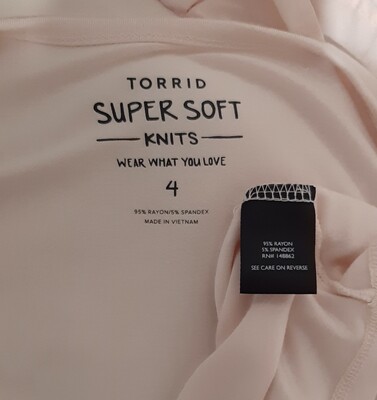 TORRID
SUPER SOFT
KNITS
WEAR WHAT YOU LOVE
4
95% RAYON/5% SPANDEX
MADE IN VIETNAM
95% RAYON
5% SPANDEX
RN# 148862
SEE CARE ON REVERSE